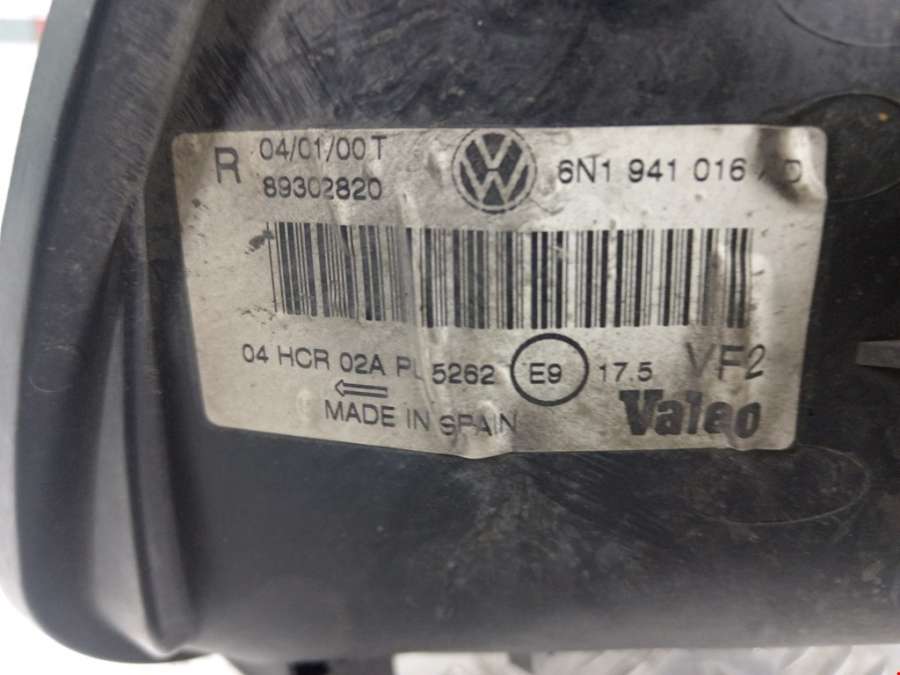 R 04/01/00 T
89302820
6N1 941 016 D
04 HCR 02A PL 5262 E9 17.5 VF2
MADE IN SPAIN
Valeo